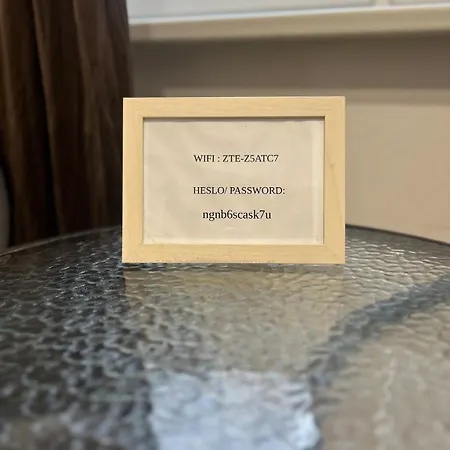 WIFI : ZTE-Z5ATC7
HESLO/ PASSWORD:
ngnb6scask7u